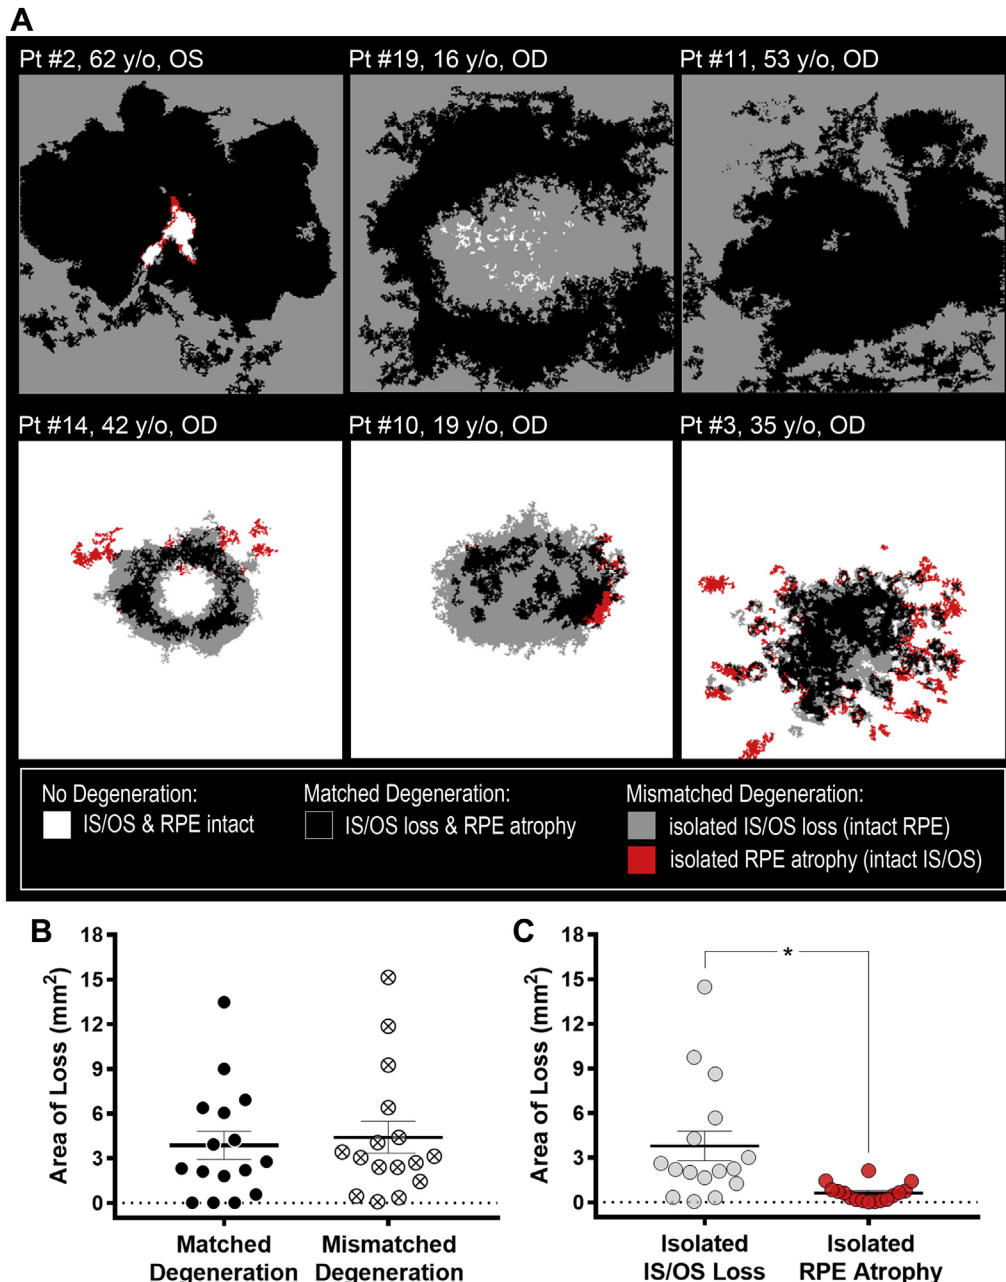 A
Pt #2, 62 y/o, OS
Pt #19, 16 y/o, OD
Pt #11, 53 y/o, OD
Pt #14, 42 y/o, OD
Pt #10, 19 y/o, OD
Pt #3, 35 y/o, OD
No Degeneration:
IS/OS & RPE intact
Matched Degeneration:
IS/OS loss & RPE atrophy
Mismatched Degeneration:
isolated IS/OS loss (intact RPE)
isolated RPE atrophy (intact IS/OS)
B
Area of Loss (mm²)
18
15
12
9
6
3
0
Matched
Degeneration
Mismatched
Degeneration
C
Area of Loss (mm²)
18
15
12
9
6
3
0
*
Isolated
IS/OS Loss
Isolated
RPE Atrophy